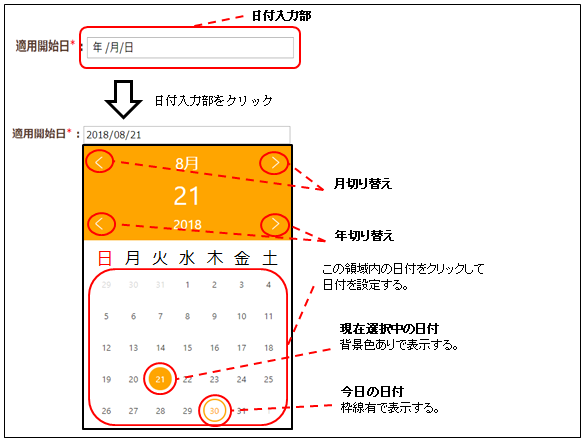 日付入力部
適用開始日*：
年 /月/日
日付入力部をクリック
適用開始日*：
2018/08/21
8月
21
2018
月切り替え
年切り替え
日 月 火 水 木 金 土
この領域内の日付をクリックして
日付を設定する。
29 30 31 1 2 3 4
5 6 7 8 9 10 11
12 13 14 15 16 17 18
現在選択中の日付
背景色ありで表示する。
19 20 21 22 23 24 25
今日の日付
枠線有で表示する。
26 27 28 29 30 31 1